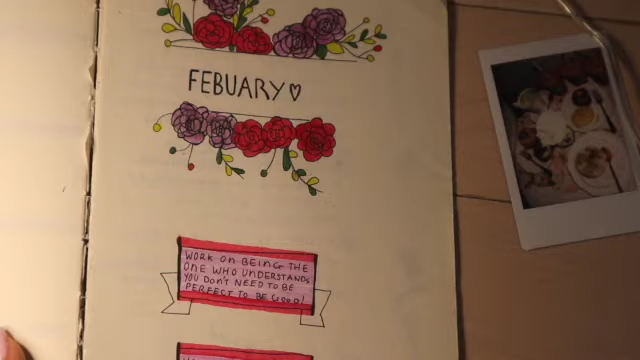 FEBUARY♡
WORK ON BEING THE
ONE WHO UNDERSTANDS
YOU DON'T NEED TO BE
PERFECT TO BE GOOD!